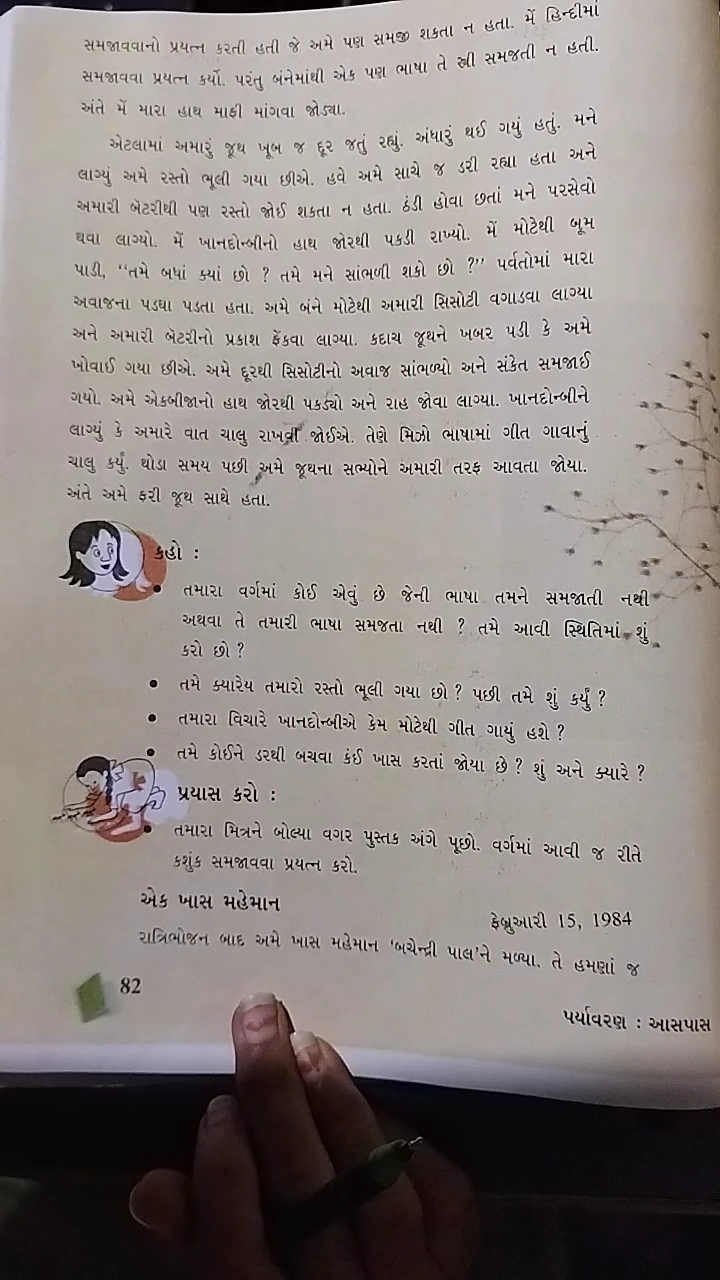 સમજાવવાનો પ્રયત્ન કરતી હતી જે અમે પણ સમજી શકતા ન હતા. મેં હિન્દીમાં
સમજાવવા પ્રયત્ન કર્યો. પરંતુ બંનેમાંથી એક પણ ભાષા તે સ્ત્રી સમજતી ન હતી.
અંતે મેં મારા હાથ માફી માંગવા જોડ્યા.
એટલામાં અમારું જૂથ ખૂબ જ દૂર જતું રહ્યું. અંધારું થઈ ગયું હતું. મને
લાગ્યું અમે રસ્તો ભૂલી ગયા છીએ. હવે અમે સાચે જ ડરી રહ્યા હતા અને
અમારી બૅટરીથી પણ રસ્તો જોઈ શકતા ન હતા. ઠંડી હોવા છતાં મને પરસેવો
થવા લાગ્યો. મેં ખાનદોન્બીનો હાથ જોરથી પકડી રાખ્યો. મેં મોટેથી બૂમ
પાડી, “તમે બધાં ક્યાં છો ? તમે મને સાંભળી શકો છો ?” પર્વતોમાં મારા
અવાજના પડઘા પડતા હતા. અમે બંને મોટેથી અમારી સિસોટી વગાડવા લાગ્યા
અને અમારી બૅટરીનો પ્રકાશ ફેંકવા લાગ્યા. કદાચ જૂથને ખબર પડી કે અમે
ખોવાઈ ગયા છીએ. અમે દૂરથી સિસોટીનો અવાજ સાંભળ્યો અને સંકેત સમજાઈ
ગયો. અમે એકબીજાનો હાથ જોરથી પકડ્યો અને રાહ જોવા લાગ્યા. ખાનદોન્બીને
લાગ્યું કે અમારે વાત ચાલુ રાખવી જોઈએ. તેણે મિઝો ભાષામાં ગીત ગાવાનું
ચાલુ કર્યું. થોડા સમય પછી અમે જૂથના સભ્યોને અમારી તરફ આવતા જોયા.
અંતે અમે ફરી જૂથ સાથે હતા.
કહો :
• તમારા વર્ગમાં કોઈ એવું છે જેની ભાષા તમને સમજાતી નથી
અથવા તે તમારી ભાષા સમજતા નથી ? તમે આવી સ્થિતિમાં શું
કરો છો ?
• તમે ક્યારેય તમારો રસ્તો ભૂલી ગયા છો ? પછી તમે શું કર્યું ?
• તમારા વિચારે ખાનદોન્બીએ કેમ મોટેથી ગીત ગાયું હશે ?
• તમે કોઈને ડરથી બચવા કંઈ ખાસ કરતાં જોયા છે ? શું અને ક્યારે ?
પ્રયાસ કરો :
• તમારા મિત્રને બોલ્યા વગર પુસ્તક અંગે પૂછો. વર્ગમાં આવી જ રીતે
કશુંક સમજાવવા પ્રયત્ન કરો.
એક ખાસ મહેમાન
ફેબ્રુઆરી 15, 1984
રાત્રિભોજન બાદ અમે ખાસ મહેમાન ‘બચેન્દ્રી પાલ’ને મળ્યા. તે હમણાં જ
82
પર્યાવરણ : આસપાસ